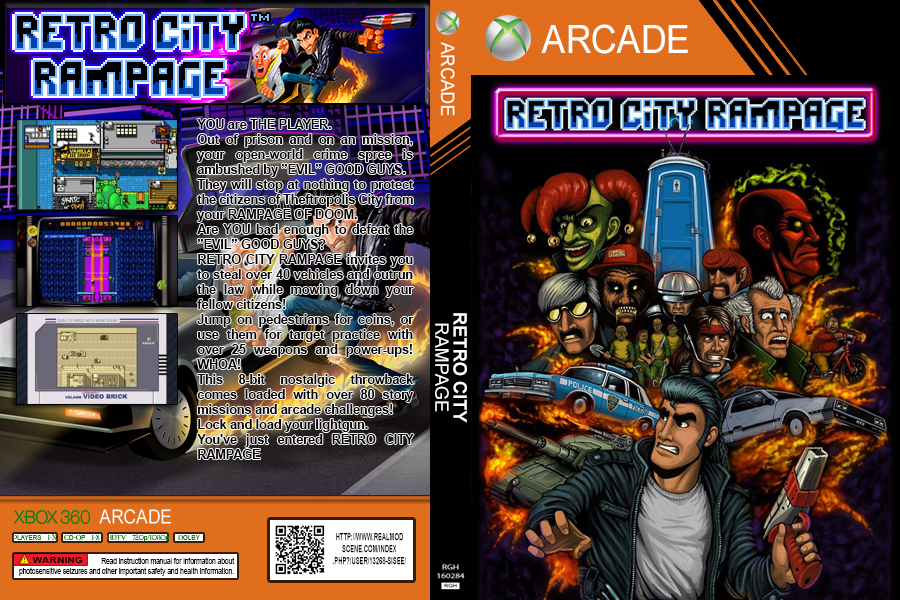 RETRO CITY™
RAMPAGE
YOU are THE PLAYER.
Out of prison and on an mission,
your open-world crime spree is
ambushed by "EVIL" GOOD GUYS.
They will stop at nothing to protect
the citizens of Theftropolis City from
your RAMPAGE OF DOOM.
Are YOU bad enough to defeat the
"EVIL" GOOD GUYS?
RETRO CITY RAMPAGE invites you
to steal over 40 vehicles and outrun
the law while mowing down your
fellow citizens!
Jump on pedestrians for coins, or
use them for target practice with
over 25 weapons and power-ups!
WHOA!
This 8-bit nostalgic throwback
comes loaded with over 80 story
missions and arcade challenges!
Lock and load your lightgun.
You've just entered RETRO CITY
RAMPAGE
VIDEO BRICK
XBOX 360 ARCADE
PLAYERS 1-X CO-OP 1-X HDTV 720p/1080p DOLBY
WARNING Read instruction manual for information about
photosensitive seizures and other important safety and health information.
HTTP://WWW.REALMOD
SCENE.COM/INDEX
.PHP?/USER/13268-SISEE/
ARCADE
RETRO CITY
RAMPAGE
RGH
160284
RGH
ARCADE
RETRO CITY RAMPAGE
POLICE